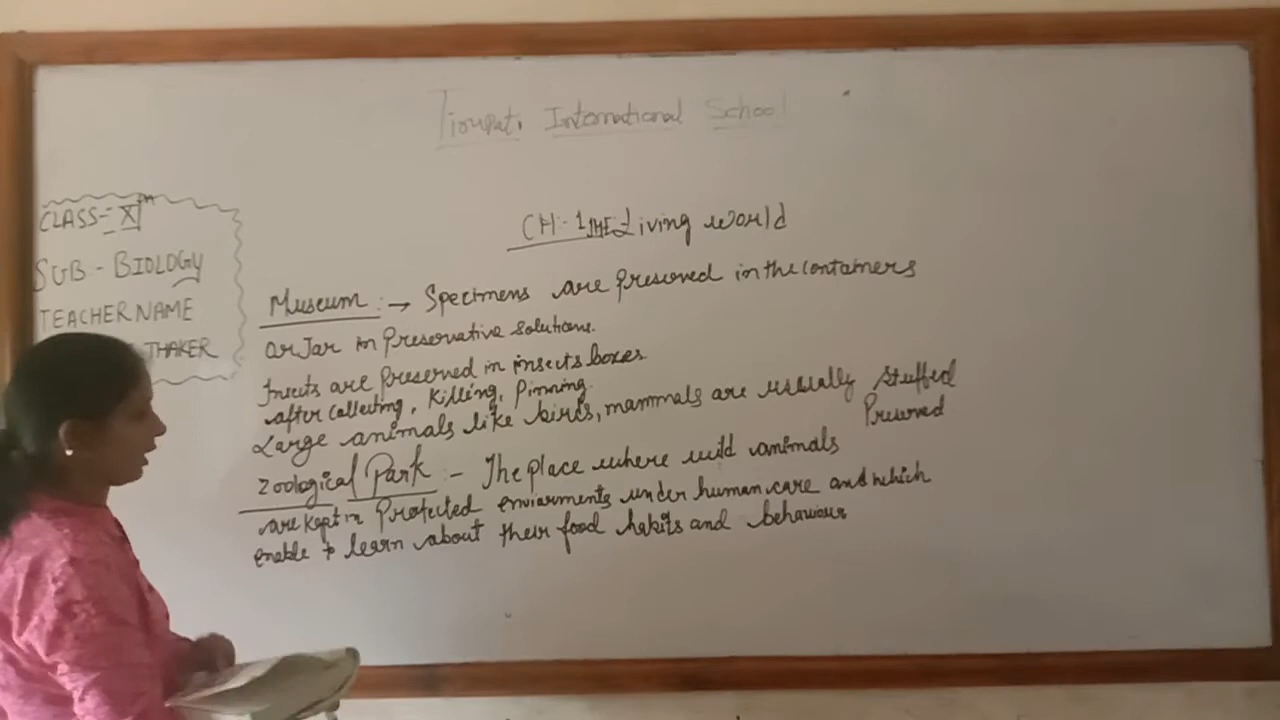 Tirupati International School
CLASS- XIth
SUB - BIOLOGY
TEACHER NAME
THAKER
CH:- 1 THE Living world
Museum :→ Specimens are preserved in the containers
or Jar in Preservative solutions.
Insects are preserved in insects boxes
after collecting, Killing, Pinning.
Large animals like birds, mammals are usually stuffed
Preserved
Zoological Park :- The place where wild animals
are kept in Protected enviarments under human care and which
enable to learn about their food habits and behaviour